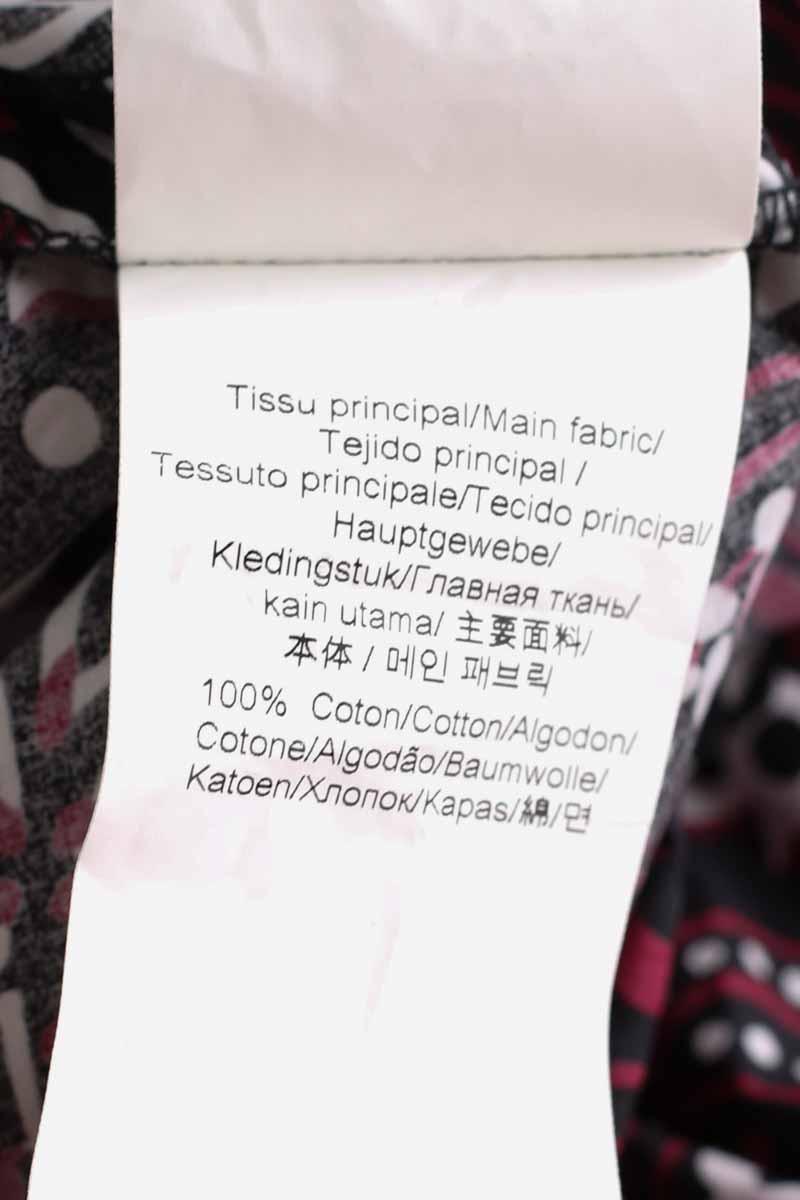 Tissu principal/Main fabric/
Tejido principal /
Tessuto principale/Tecido principal/
Hauptgewebe/
Kledingstuk/Главная ткань/
kain utama/ 主要面料/
本体 / 메인 패브릭
100% Coton/Cotton/Algodon/
Cotone/Algodão/Baumwolle/
Katoen/Хлопок/Kapas/綿/면